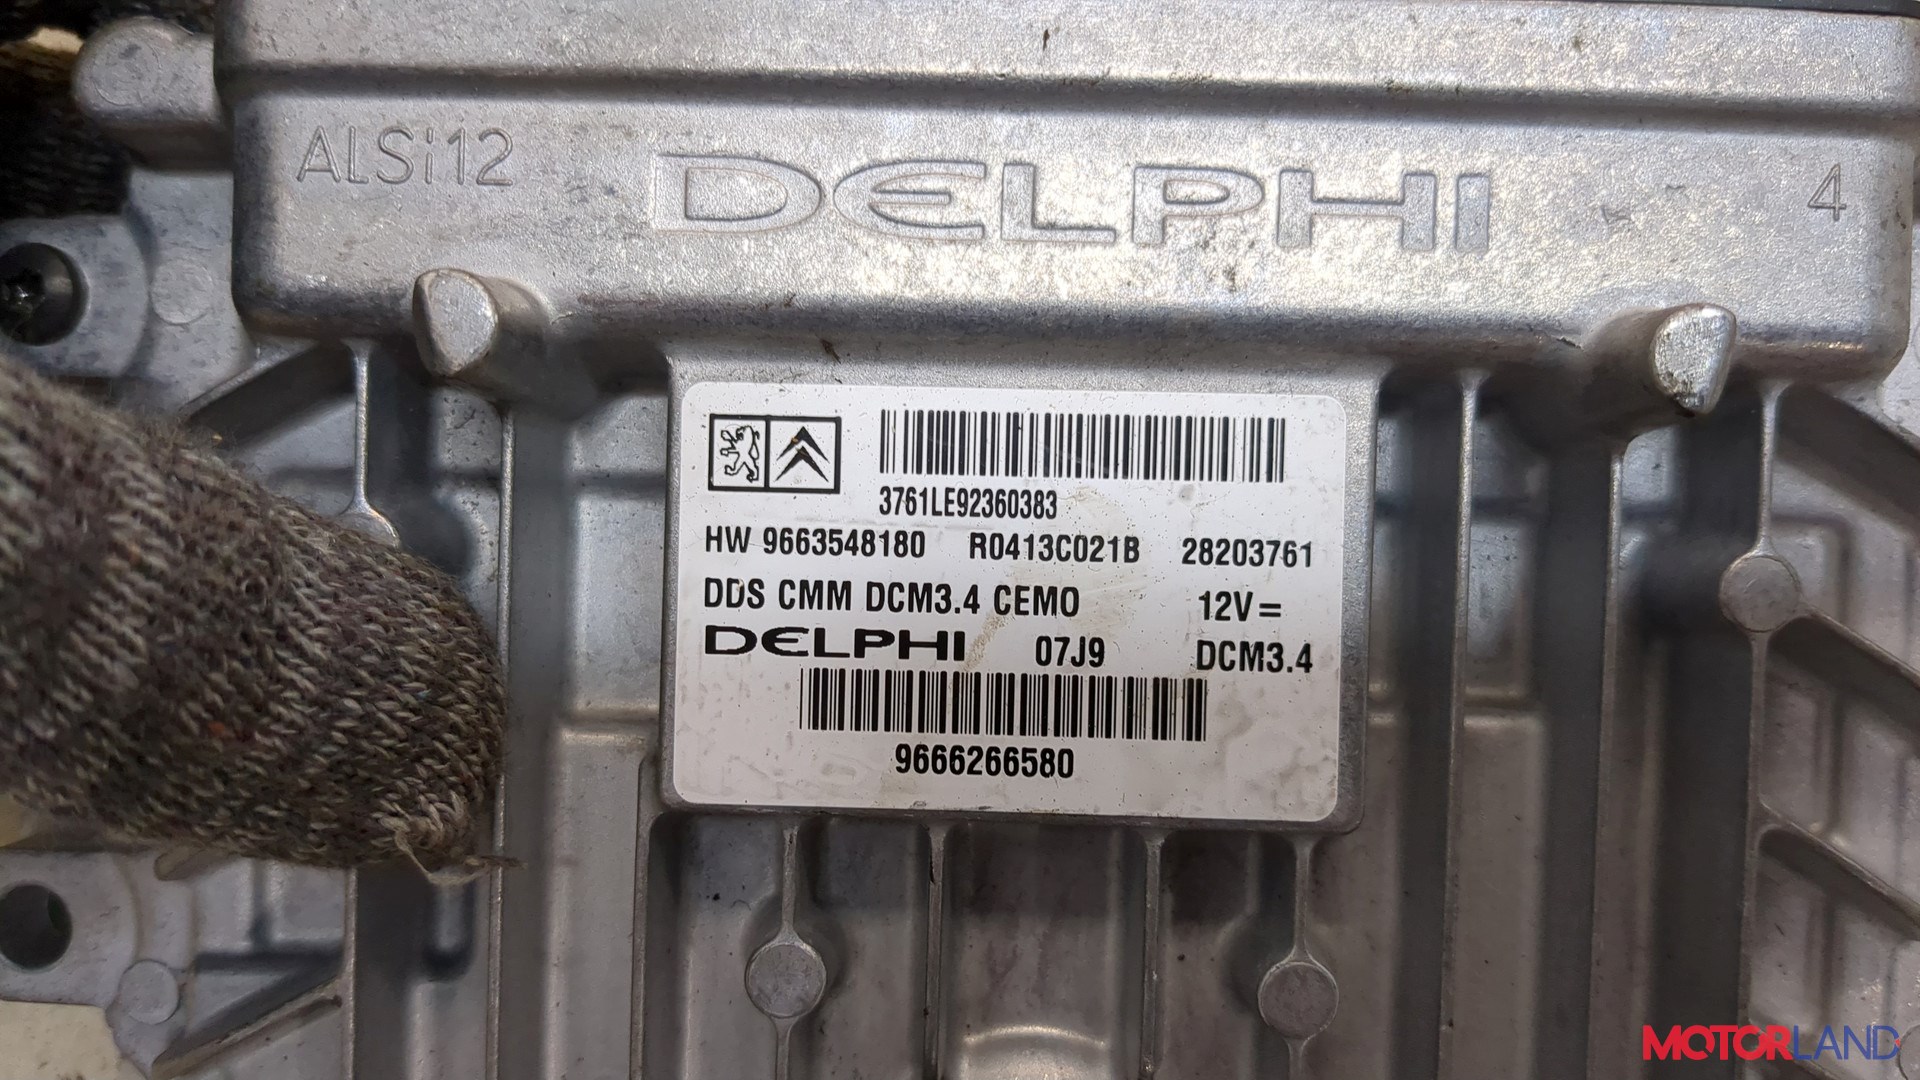 ALSi12 DELPHI 4
3761LE92360383
HW 9663548180 R0413C021B 28203761
DDS CMM DCM3.4 CEMO 12V=
DELPHI 07J9 DCM3.4
9666266580
MOTORLAND